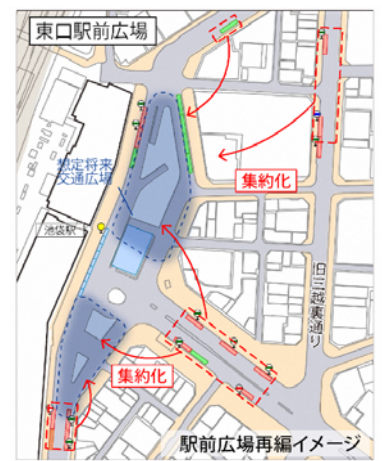 東口駅前広場
想定将来
交通広場
集約化
池袋駅
旧三越裏通り
集約化
駅前広場再編イメージ